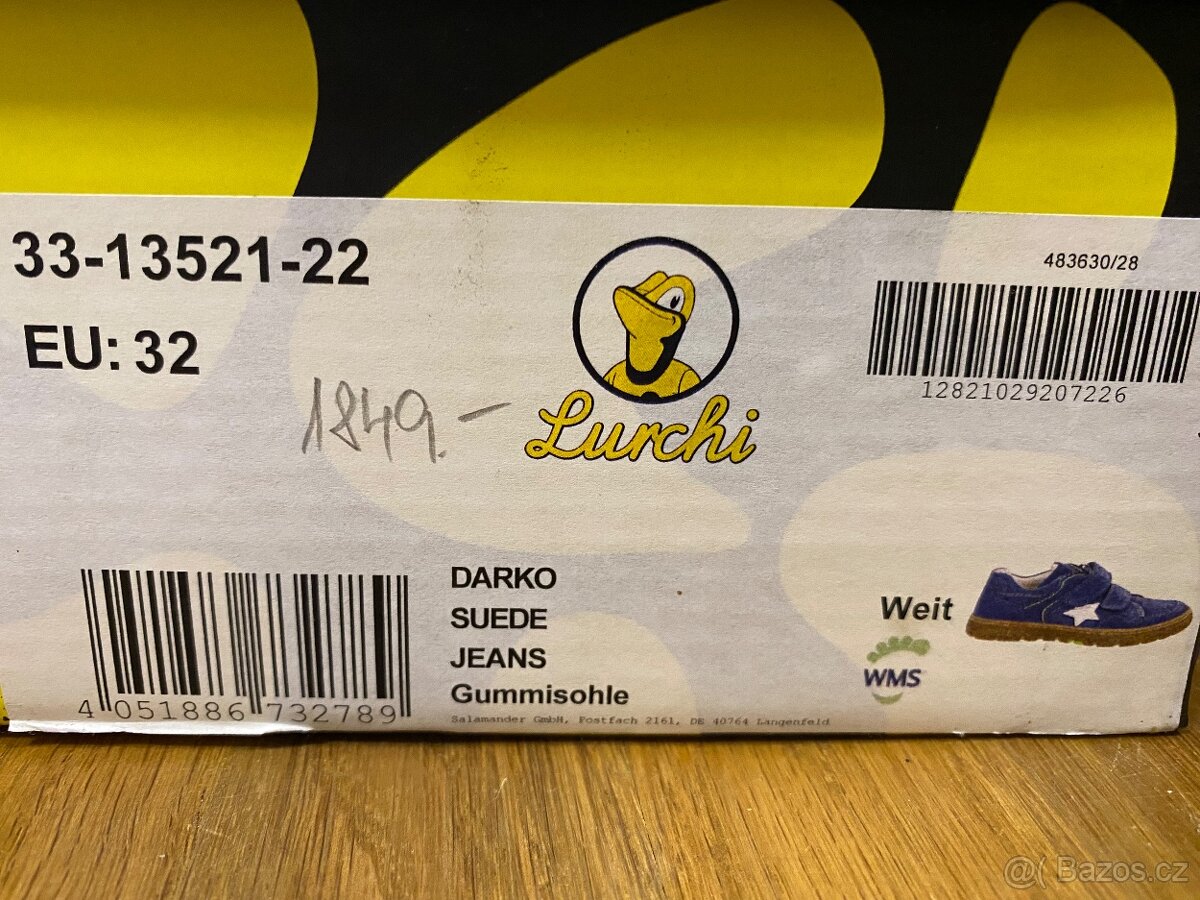 33-13521-22
EU: 32
1849.-
Lurchi
483630/28
12821029207226
4 051886 732789
DARKO
SUEDE
JEANS
Gummisohle
Salamander GmbH, Postfach 2161, DE 40764 Langenfeld
Weit
WMS
@( Bazos.cz